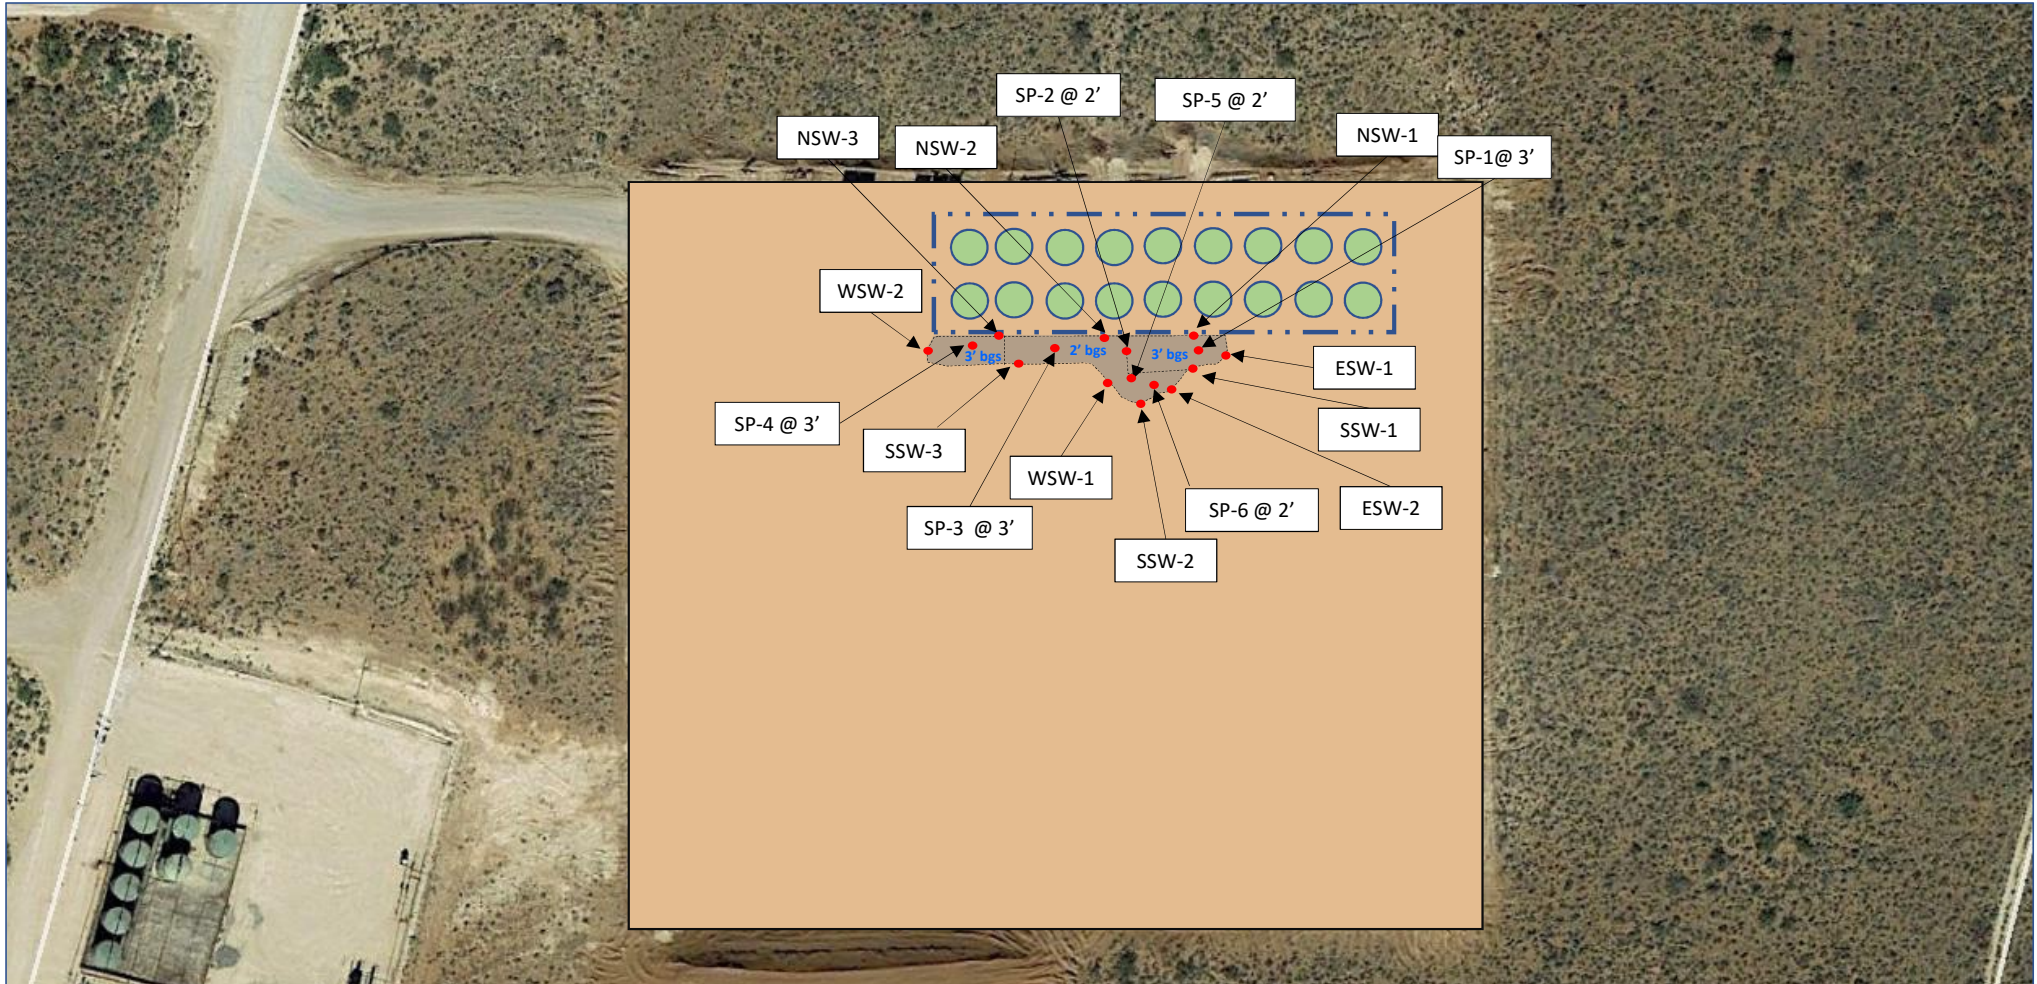 SP-2 @ 2’
SP-5 @ 2’
NSW-3
NSW-2
NSW-1
SP-1@ 3’
WSW-2
3’ bgs
2’ bgs
3’ bgs
ESW-1
SP-4 @ 3’
SSW-3
SSW-1
WSW-1
SP-3 @ 3’
SP-6 @ 2’
ESW-2
SSW-2